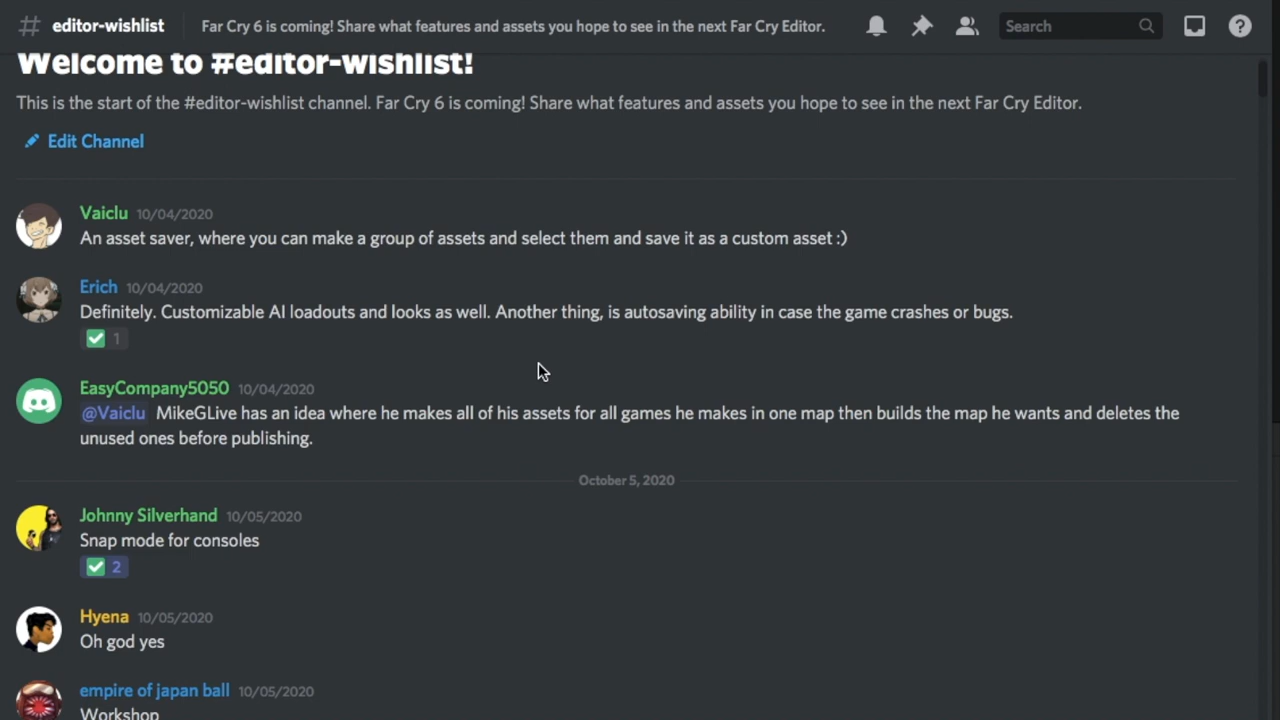 editor-wishlist
Far Cry 6 is coming! Share what features and assets you hope to see in the next Far Cry Editor.
Search
Welcome to #editor-wishlist!
This is the start of the #editor-wishlist channel. Far Cry 6 is coming! Share what features and assets you hope to see in the next Far Cry Editor.
Edit Channel
Vaiclu 10/04/2020
An asset saver, where you can make a group of assets and select them and save it as a custom asset :)
Erich 10/04/2020
Definitely. Customizable AI loadouts and looks as well. Another thing, is autosaving ability in case the game crashes or bugs.
1
EasyCompany5050 10/04/2020
@Vaiclu MikeGLive has an idea where he makes all of his assets for all games he makes in one map then builds the map he wants and deletes the
unused ones before publishing.
October 5, 2020
Johnny Silverhand 10/05/2020
Snap mode for consoles
2
Hyena 10/05/2020
Oh god yes
empire of japan ball 10/05/2020
Workshop